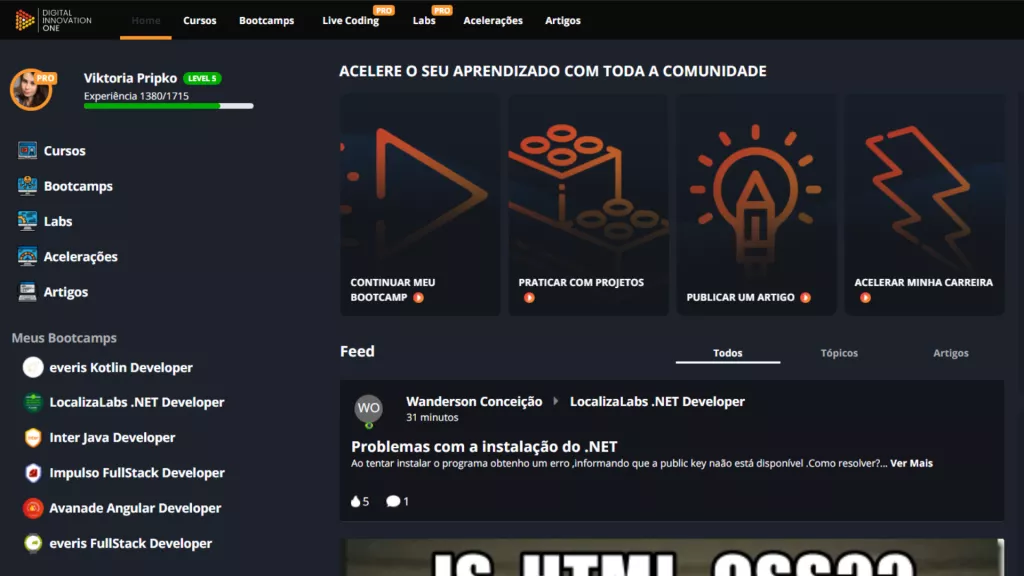 DIGITAL
INNOVATION
ONE
Home
Cursos
Bootcamps
Live Coding
PRO
Labs
PRO
Acelerações
Artigos
PRO
Viktoria Pripko
LEVEL 5
Experiência 1380/1715
Cursos
Bootcamps
Labs
Acelerações
Artigos
Meus Bootcamps
everis Kotlin Developer
LocalizaLabs .NET Developer
Inter Java Developer
Impulso FullStack Developer
Avanade Angular Developer
everis FullStack Developer
ACELERE O SEU APRENDIZADO COM TODA A COMUNIDADE
CONTINUAR MEU
BOOTCAMP
PRATICAR COM PROJETOS
PUBLICAR UM ARTIGO
ACELERAR MINHA CARREIRA
Feed
Todos
Tópicos
Artigos
WO
Wanderson Conceição
LocalizaLabs .NET Developer
31 minutos
Problemas com a instalação do .NET
Ao tentar instalar o programa obtenho um erro ,informando que a public key naão está disponível .Como resolver?... Ver Mais
5
1
IS HTML CSS??